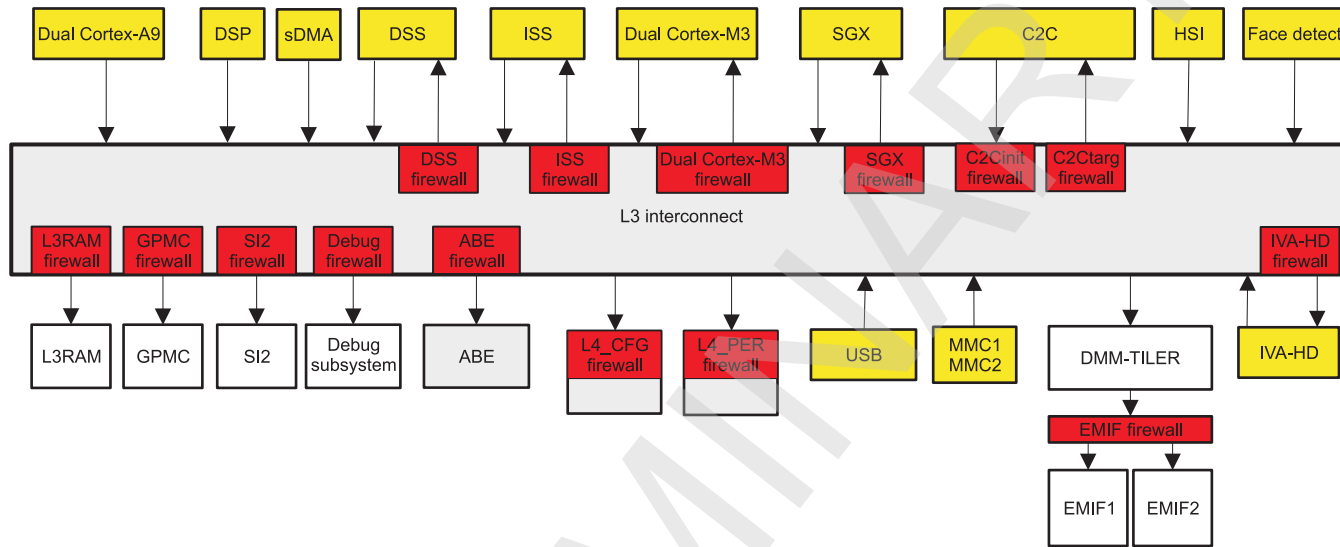 Dual Cortex-A9
DSP
sDMA
DSS
ISS
Dual Cortex-M3
SGX
C2C
HSI
Face detect
DSS
firewall
ISS
firewall
Dual Cortex-M3
firewall
SGX
firewall
C2Cinit
firewall
C2Ctarg
firewall
L3 interconnect
L3RAM
firewall
GPMC
firewall
SI2
firewall
Debug
firewall
ABE
firewall
IVA-HD
firewall
L3RAM
GPMC
SI2
Debug
subsystem
ABE
L4_CFG
firewall
L4_PER
firewall
USB
MMC1
MMC2
DMM-TILER
IVA-HD
EMIF firewall
EMIF1
EMIF2